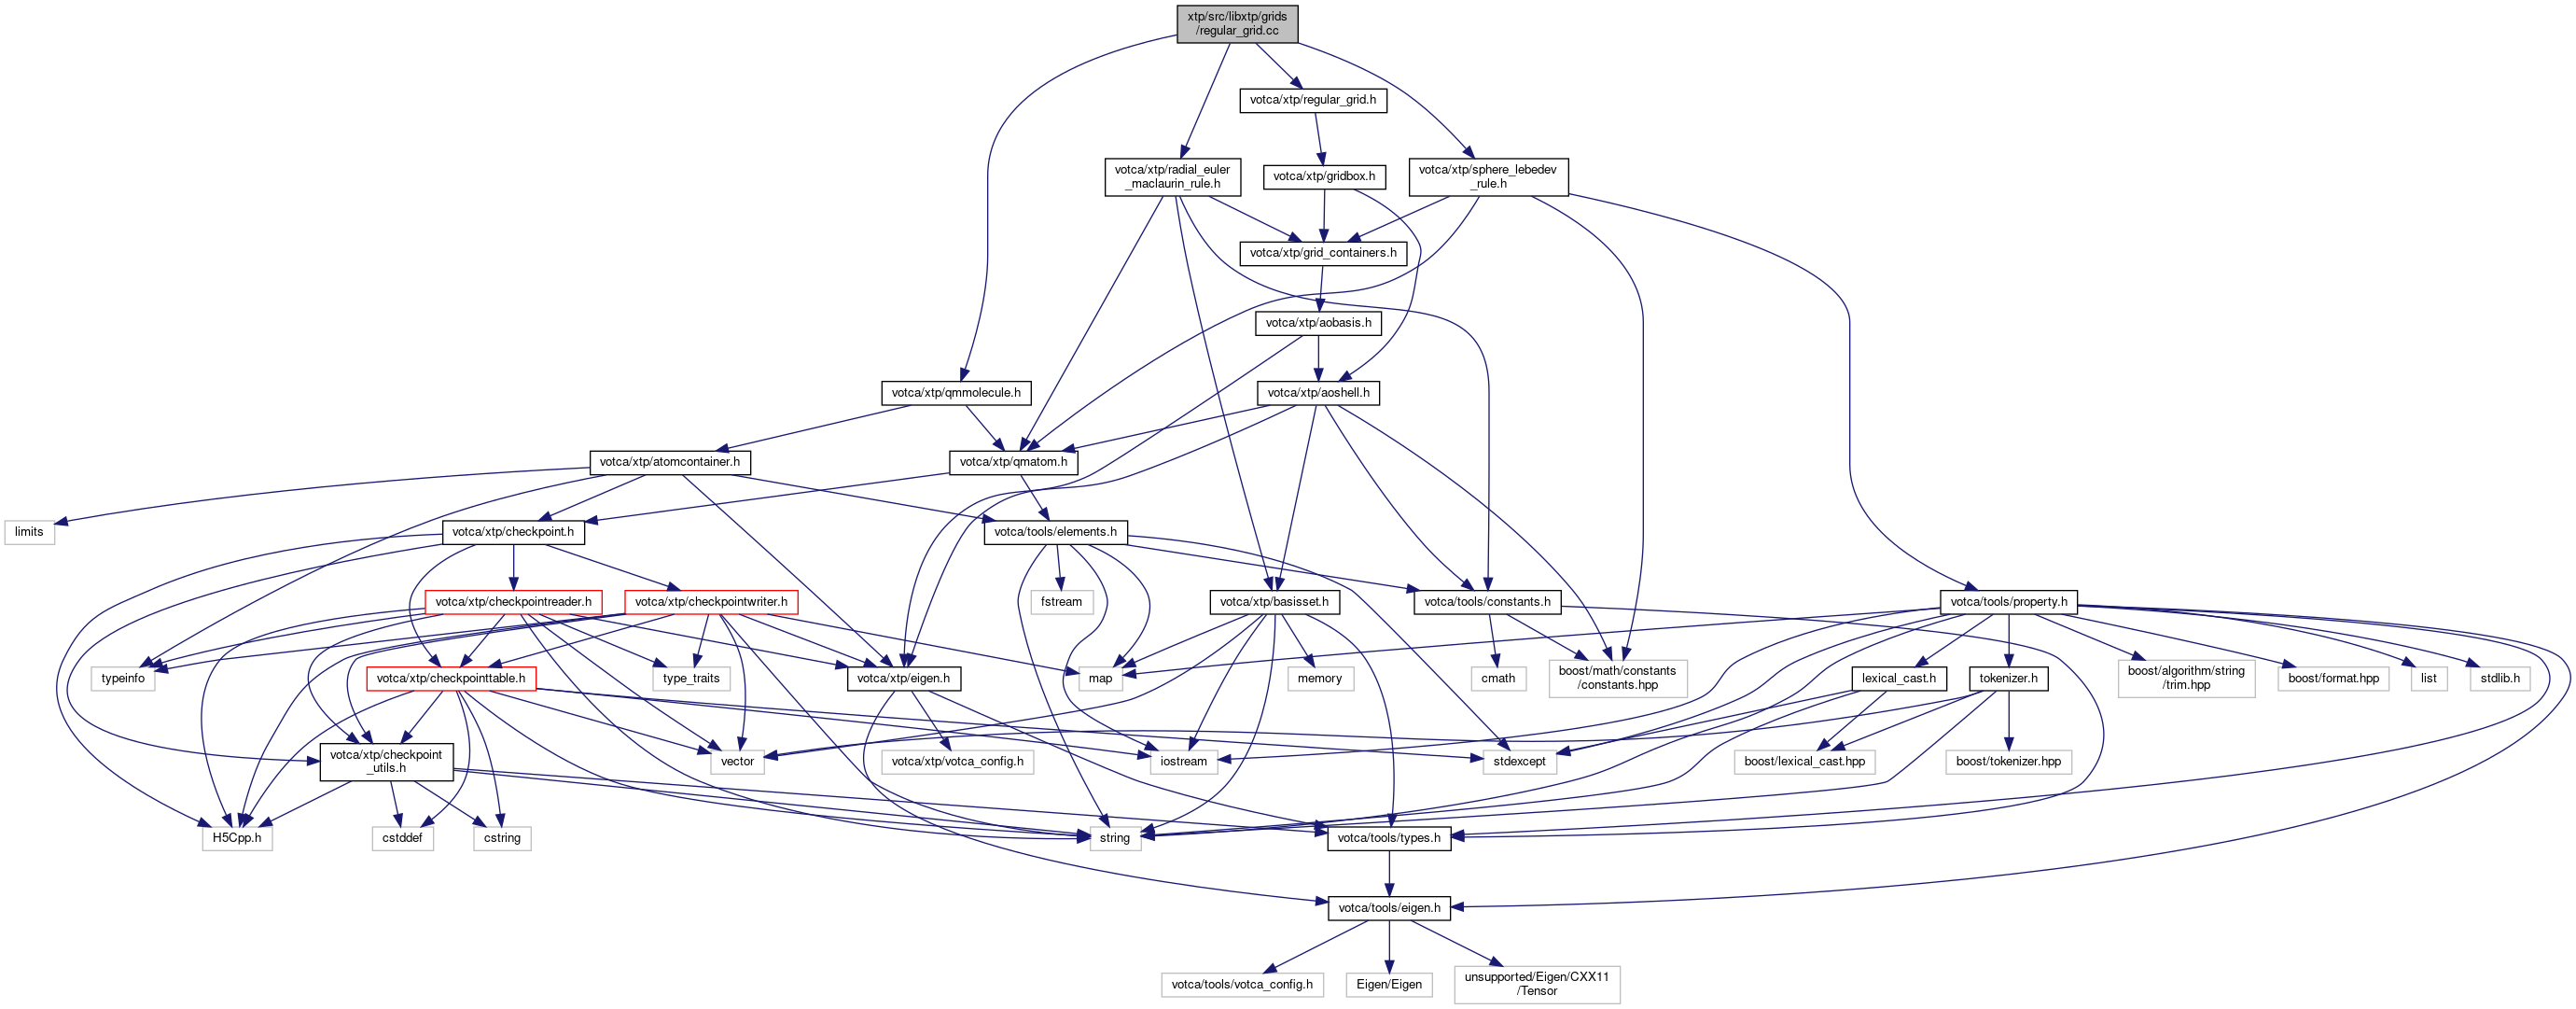 xtp/src/libxtp/grids
/regular_grid.cc
votca/xtp/regular_grid.h
votca/xtp/radial_euler
_maclaurin_rule.h
votca/xtp/gridbox.h
votca/xtp/sphere_lebedev
_rule.h
votca/xtp/grid_containers.h
votca/xtp/aobasis.h
votca/xtp/qmmolecule.h
votca/xtp/aoshell.h
votca/xtp/atomcontainer.h
votca/xtp/qmatom.h
limits
votca/xtp/checkpoint.h
votca/tools/elements.h
votca/xtp/checkpointreader.h
votca/xtp/checkpointwriter.h
fstream
votca/xtp/basisset.h
votca/tools/constants.h
votca/tools/property.h
typeinfo
votca/xtp/checkpointtable.h
type_traits
votca/xtp/eigen.h
map
memory
cmath
boost/math/constants
/constants.hpp
lexical_cast.h
tokenizer.h
boost/algorithm/string
/trim.hpp
boost/format.hpp
list
stdlib.h
votca/xtp/checkpoint
_utils.h
vector
votca/xtp/votca_config.h
iostream
stdexcept
boost/lexical_cast.hpp
boost/tokenizer.hpp
H5Cpp.h
cstddef
cstring
string
votca/tools/types.h
votca/tools/eigen.h
votca/tools/votca_config.h
Eigen/Eigen
unsupported/Eigen/CXX11
/Tensor